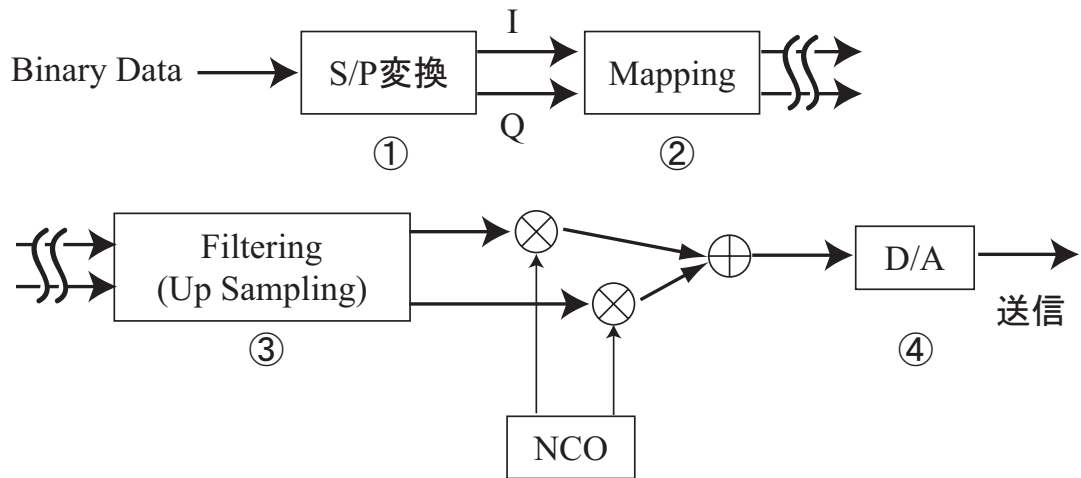 I
Binary Data
S/P変換
Mapping
Q
①
②
Filtering
(Up Sampling)
D/A
送信
③
④
NCO